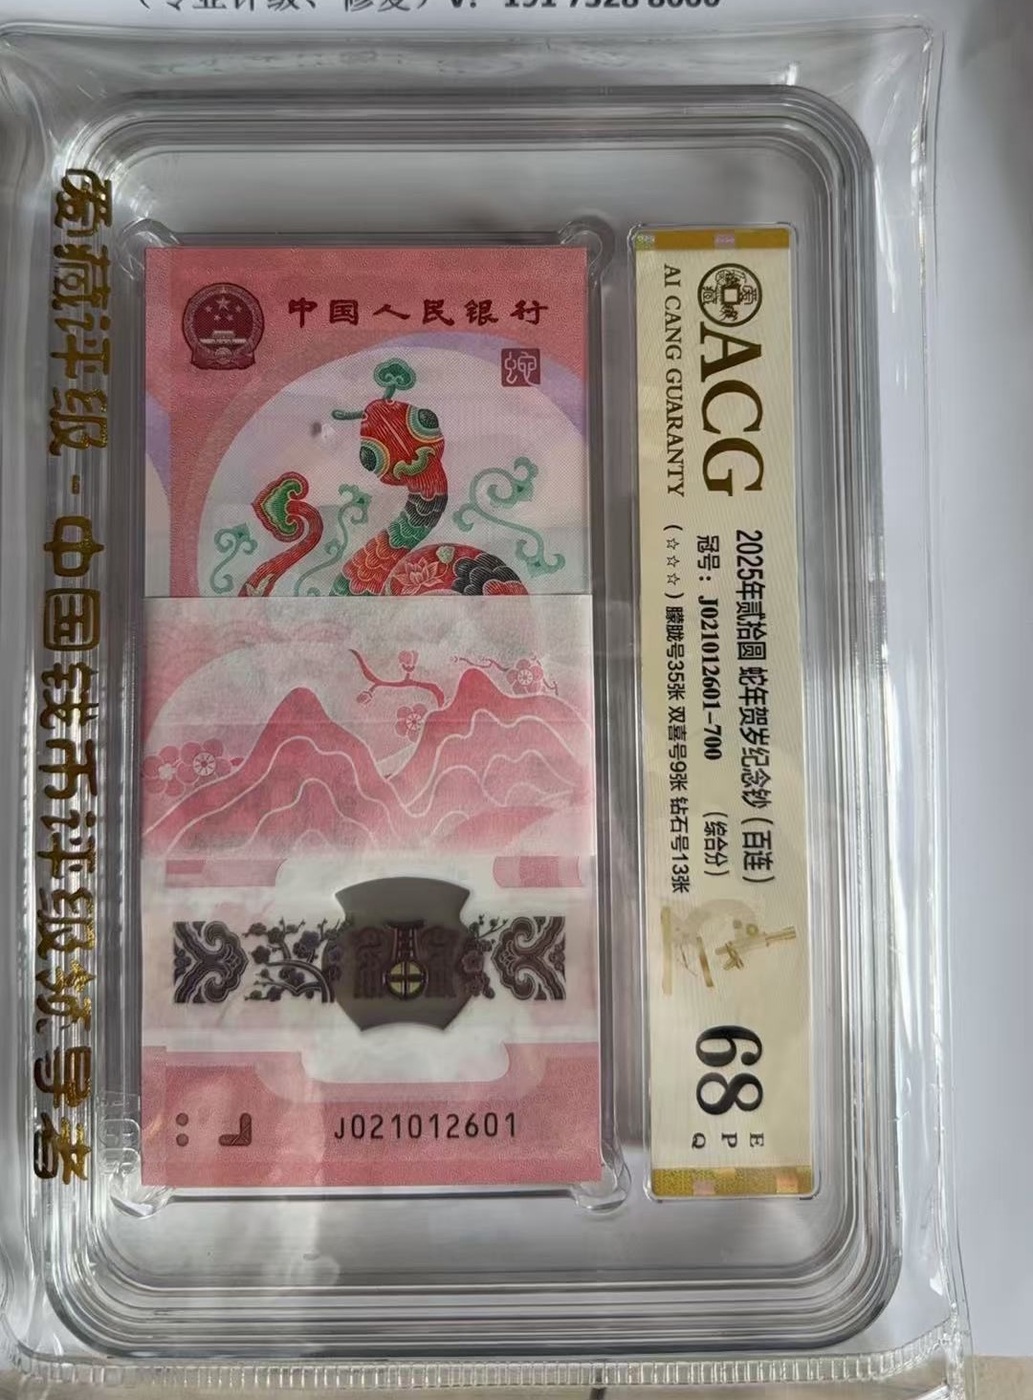 爱藏评级-中国钱币评级领导者
中国人民银行
蛇
J021012601
ACG
AI CANG GUARANTY
2025年贰拾圆 蛇年贺岁纪念钞（百连）
冠号：J021012601-700 （综合分）
（☆☆☆）朦胧号35张 双喜号9张 钻石号13张
68
E
P
Q